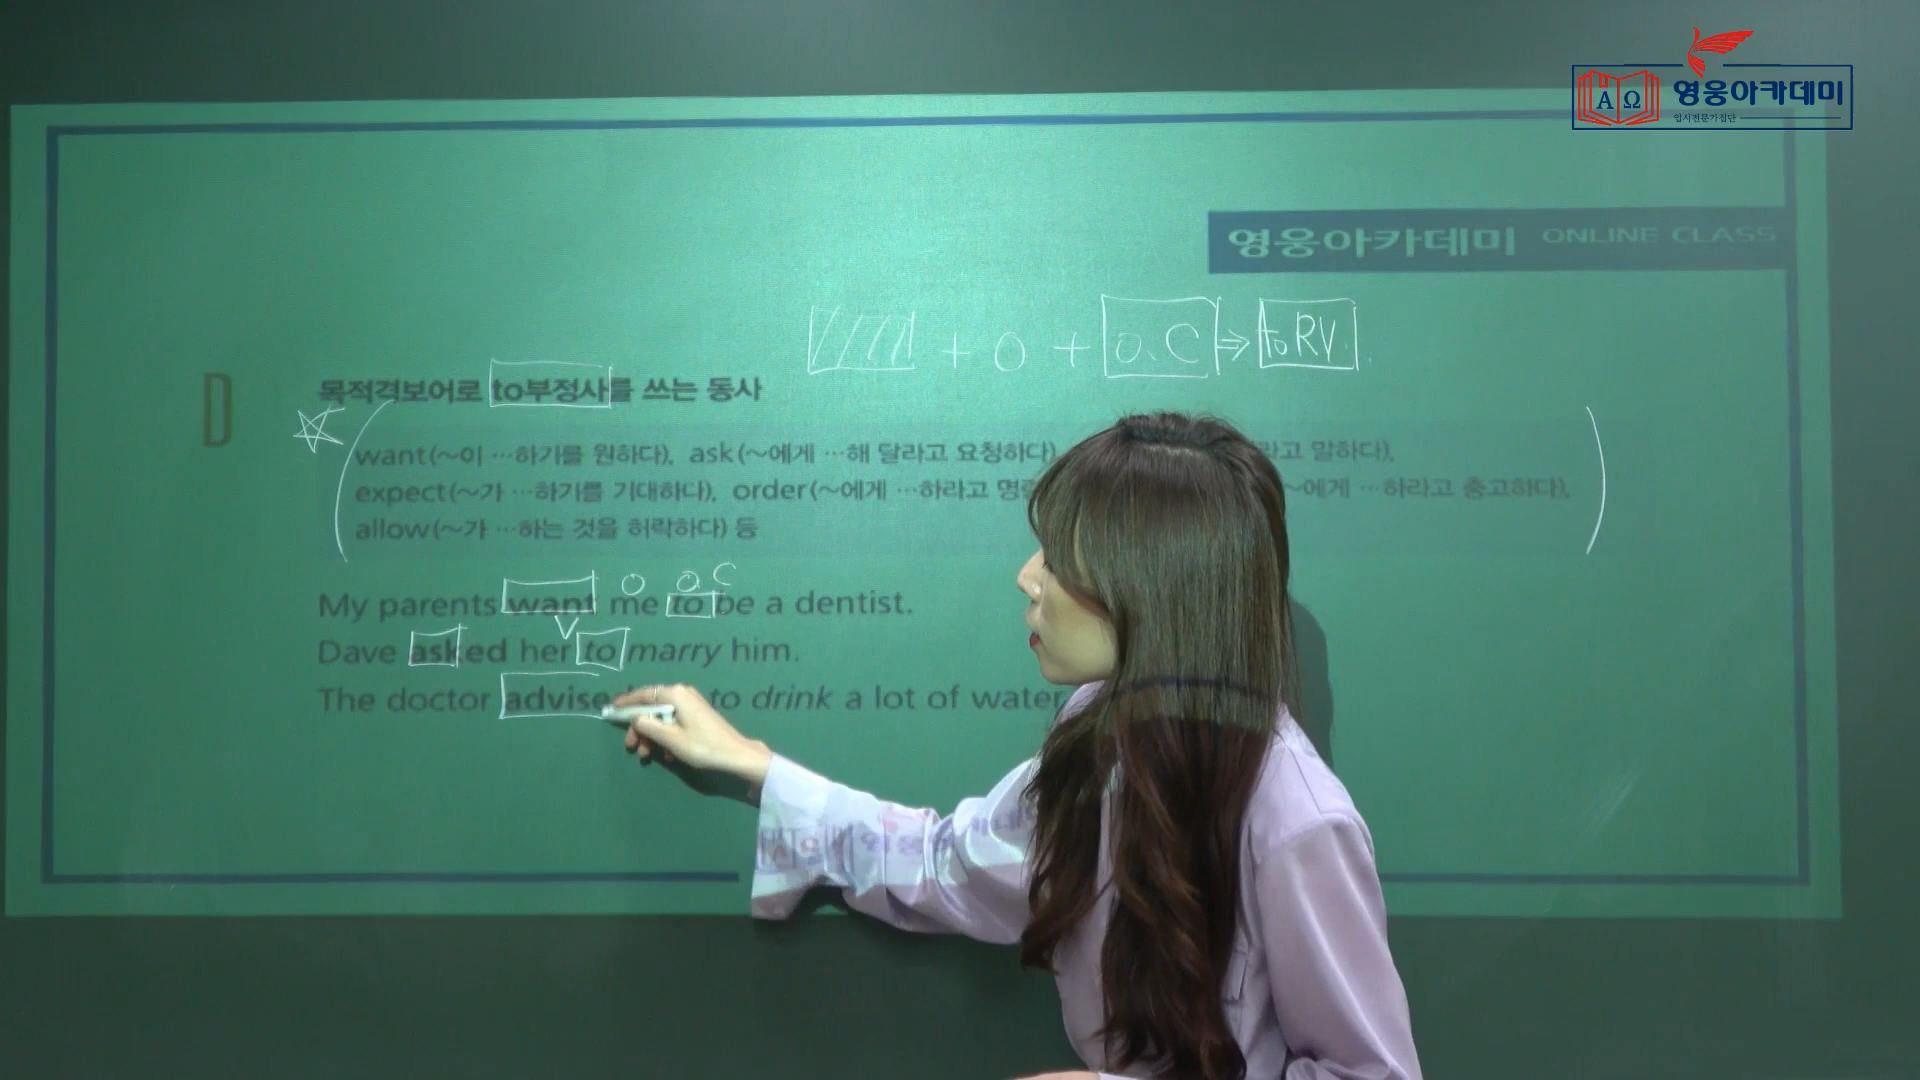 ΑΩ 영웅아카데미
입시전문가집단
영웅아카데미 ONLINE CLASS
+ O + O.C ⇒ to RV.
D 목적격보어로 to부정사를 쓰는 동사
want(~이 …하기를 원하다), ask(~에게 …해 달라고 요청하다) 라고 말하다),
expect(~가 …하기를 기대하다), order(~에게 …하라고 명령 ~에게 …하라고 충고하다),
allow(~가 …하는 것을 허락하다) 등
O O.C
My parents want me to be a dentist.
V
Dave asked her to marry him.
The doctor advised to drink a lot of water